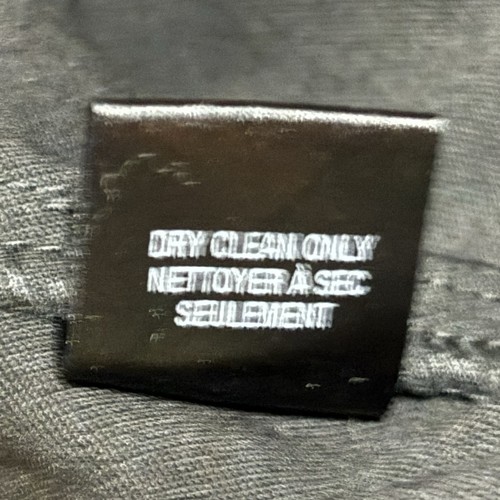 DRY CLEAN ONLY
NETTOYER À SEC
SEULEMENT